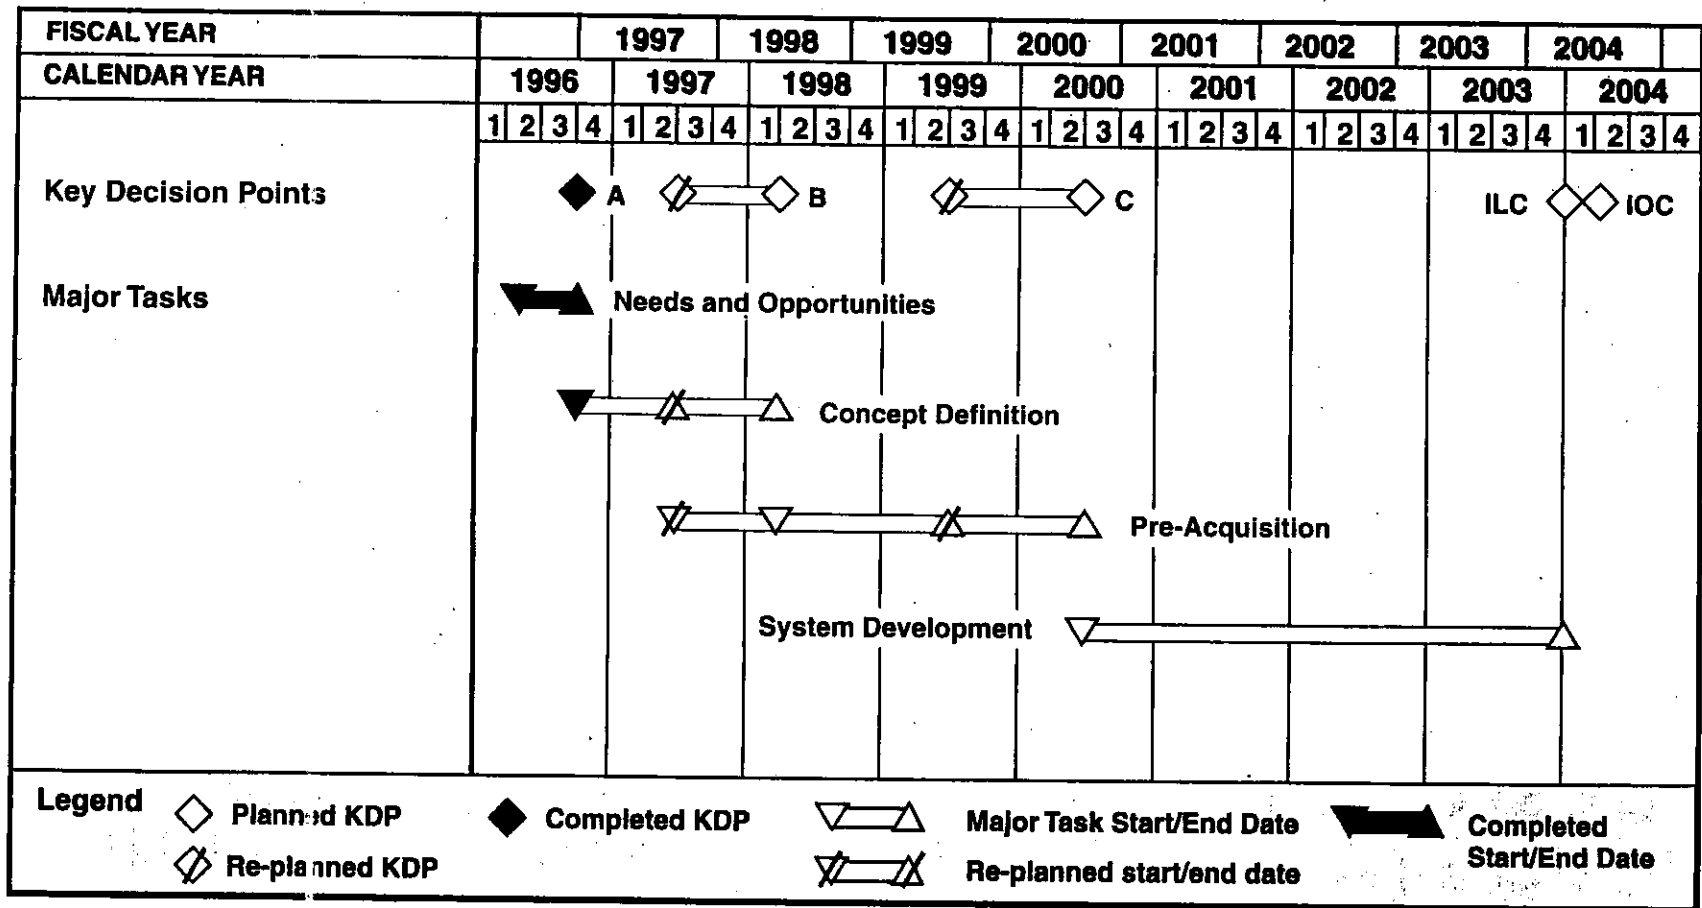 FISCAL YEAR 1997 1998 1999 2000 2001 2002 2003 2004
CALENDAR YEAR 1996 1997 1998 1999 2000 2001 2002 2003 2004
1 2 3 4 1 2 3 4 1 2 3 4 1 2 3 4 1 2 3 4 1 2 3 4 1 2 3 4 1 2 3 4 1 2 3 4
Key Decision Points A B C ILC IOC
Major Tasks Needs and Opportunities
Concept Definition
Pre-Acquisition
System Development
Legend Planned KDP Completed KDP Major Task Start/End Date Completed Start/End Date
Re-planned KDP Re-planned start/end date